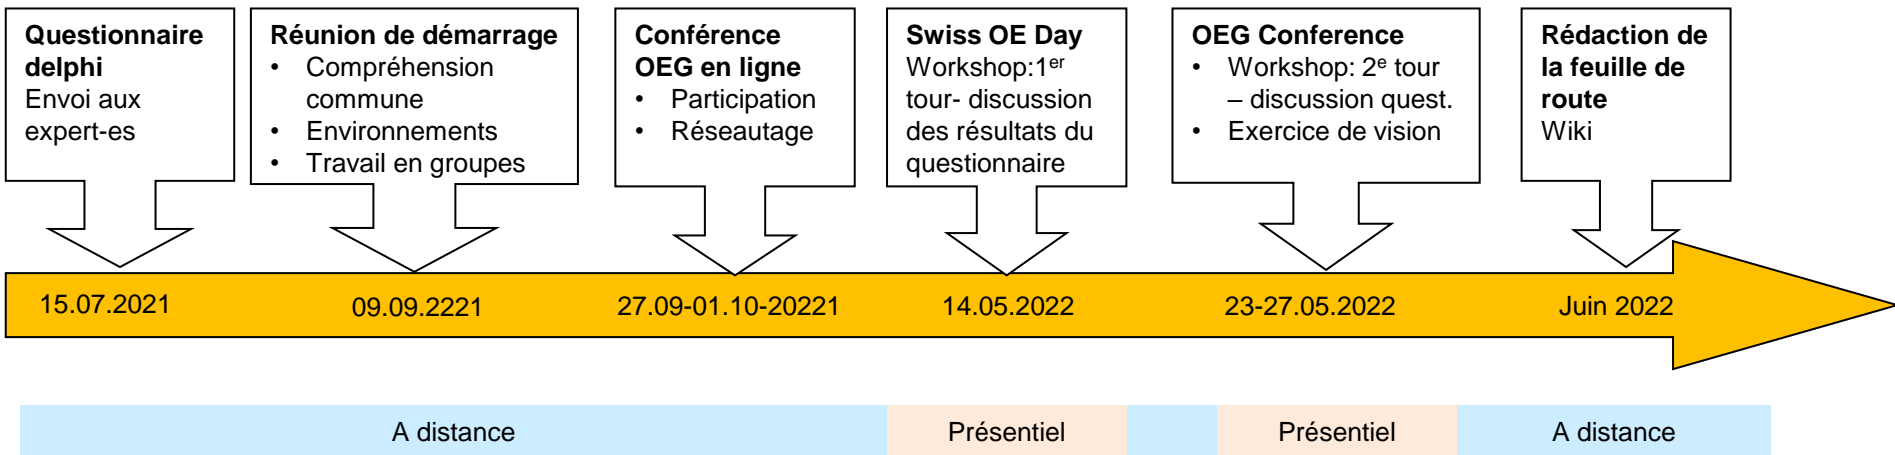 Questionnaire
delphi
Envoi aux
expert-es
Réunion de démarrage
• Compréhension
commune
• Environnements
• Travail en groupes
Conférence
OEG en ligne
• Participation
• Réseautage
Swiss OE Day
Workshop:1er
tour- discussion
des résultats du
questionnaire
OEG Conference
• Workshop: 2e tour
– discussion quest.
• Exercice de vision
Rédaction de
la feuille de
route
Wiki
15.07.2021
09.09.2221
27.09-01.10-20221
14.05.2022
23-27.05.2022
Juin 2022
A distance
Présentiel
Présentiel
A distance